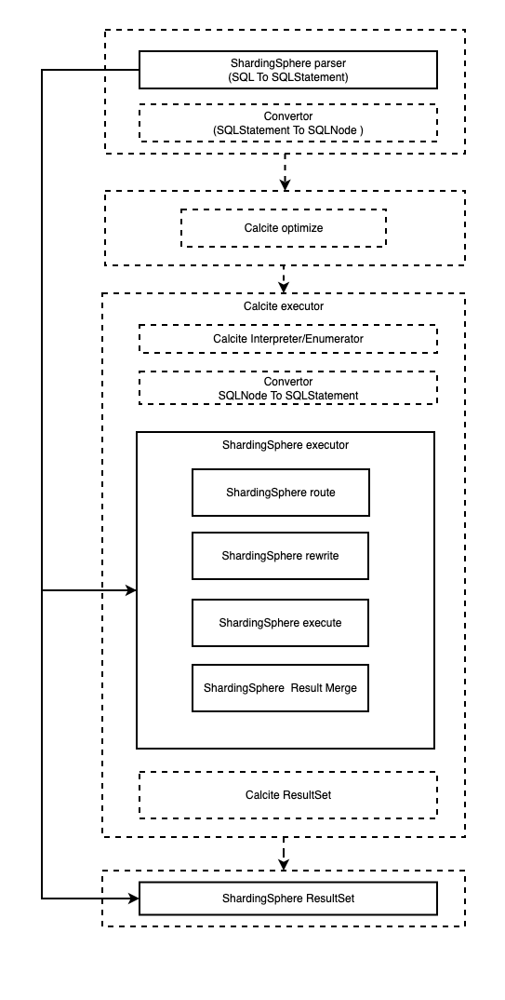 ShardingSphere parser
(SQL To SQLStatement)
Convertor
(SQLStatement To SQLNode )
Calcite optimize
Calcite executor
Calcite Interpreter/Enumerator
Convertor
SQLNode To SQLStatement
ShardingSphere executor
ShardingSphere route
ShardingSphere rewrite
ShardingSphere execute
ShardingSphere  Result Merge
Calcite ResultSet
ShardingSphere ResultSet